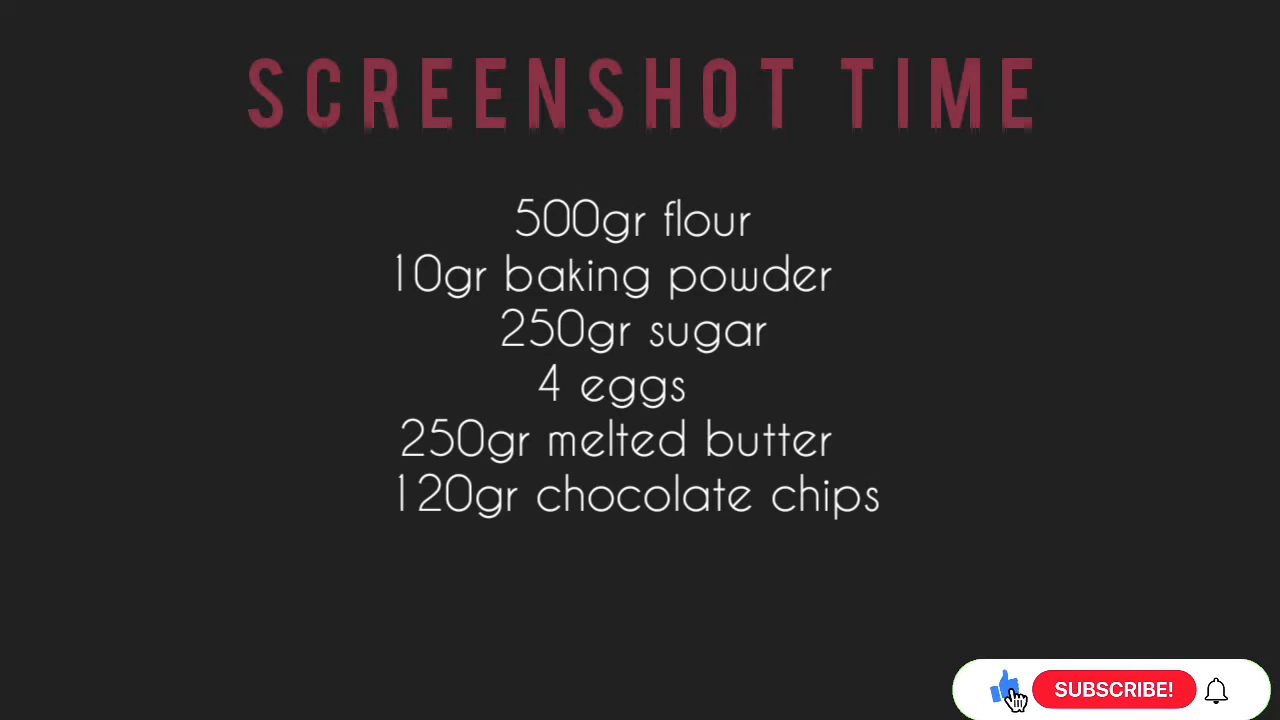 SCREENSHOT TIME
500gr flour
10gr baking powder
250gr sugar
4 eggs
250gr melted butter
120gr chocolate chips
SUBSCRIBE!